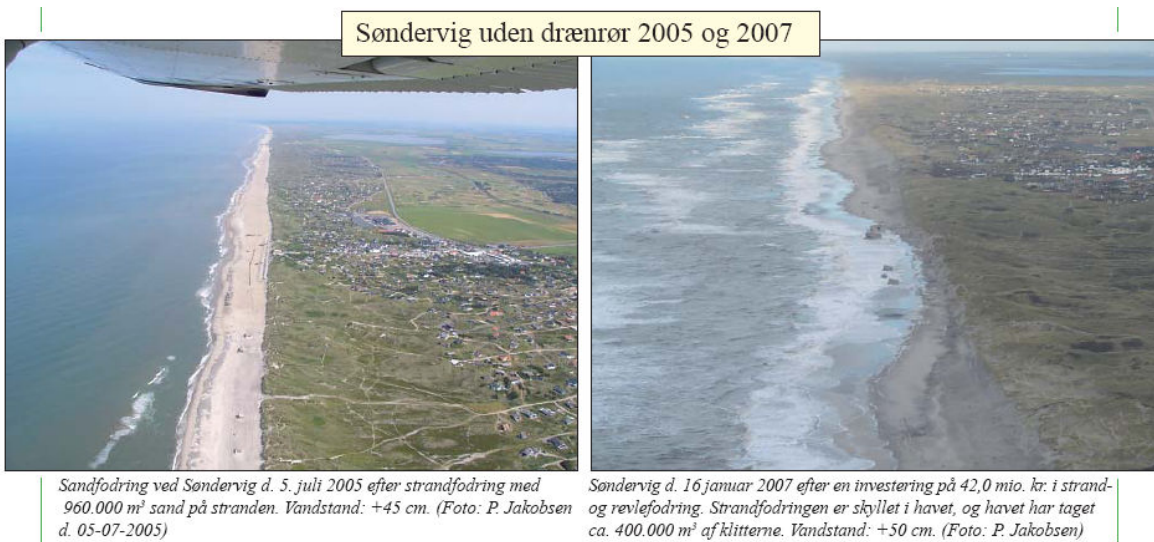 Søndervig uden drænrør 2005 og 2007
Sandfodring ved Søndervig d. 5. juli 2005 efter strandfodring med
960.000 m³ sand på stranden. Vandstand: +45 cm. (Foto: P. Jakobsen
d. 05-07-2005)
Søndervig d. 16 januar 2007 efter en investering på 42,0 mio. kr. i strand-
og revlefodring. Strandfodringen er skyllet i havet, og havet har taget
ca. 400.000 m³ af klitterne. Vandstand: +50 cm. (Foto: P. Jakobsen)